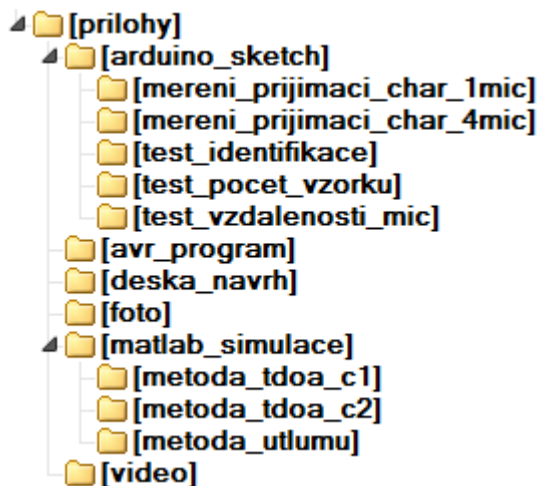 [prilohy]
[arduino_sketch]
[mereni_prijimaci_char_1mic]
[mereni_prijimaci_char_4mic]
[test_identifikace]
[test_pocet_vzorku]
[test_vzdalenosti_mic]
[avr_program]
[deska_navrh]
[foto]
[matlab_simulace]
[metoda_tdoa_c1]
[metoda_tdoa_c2]
[metoda_utlumu]
[video]